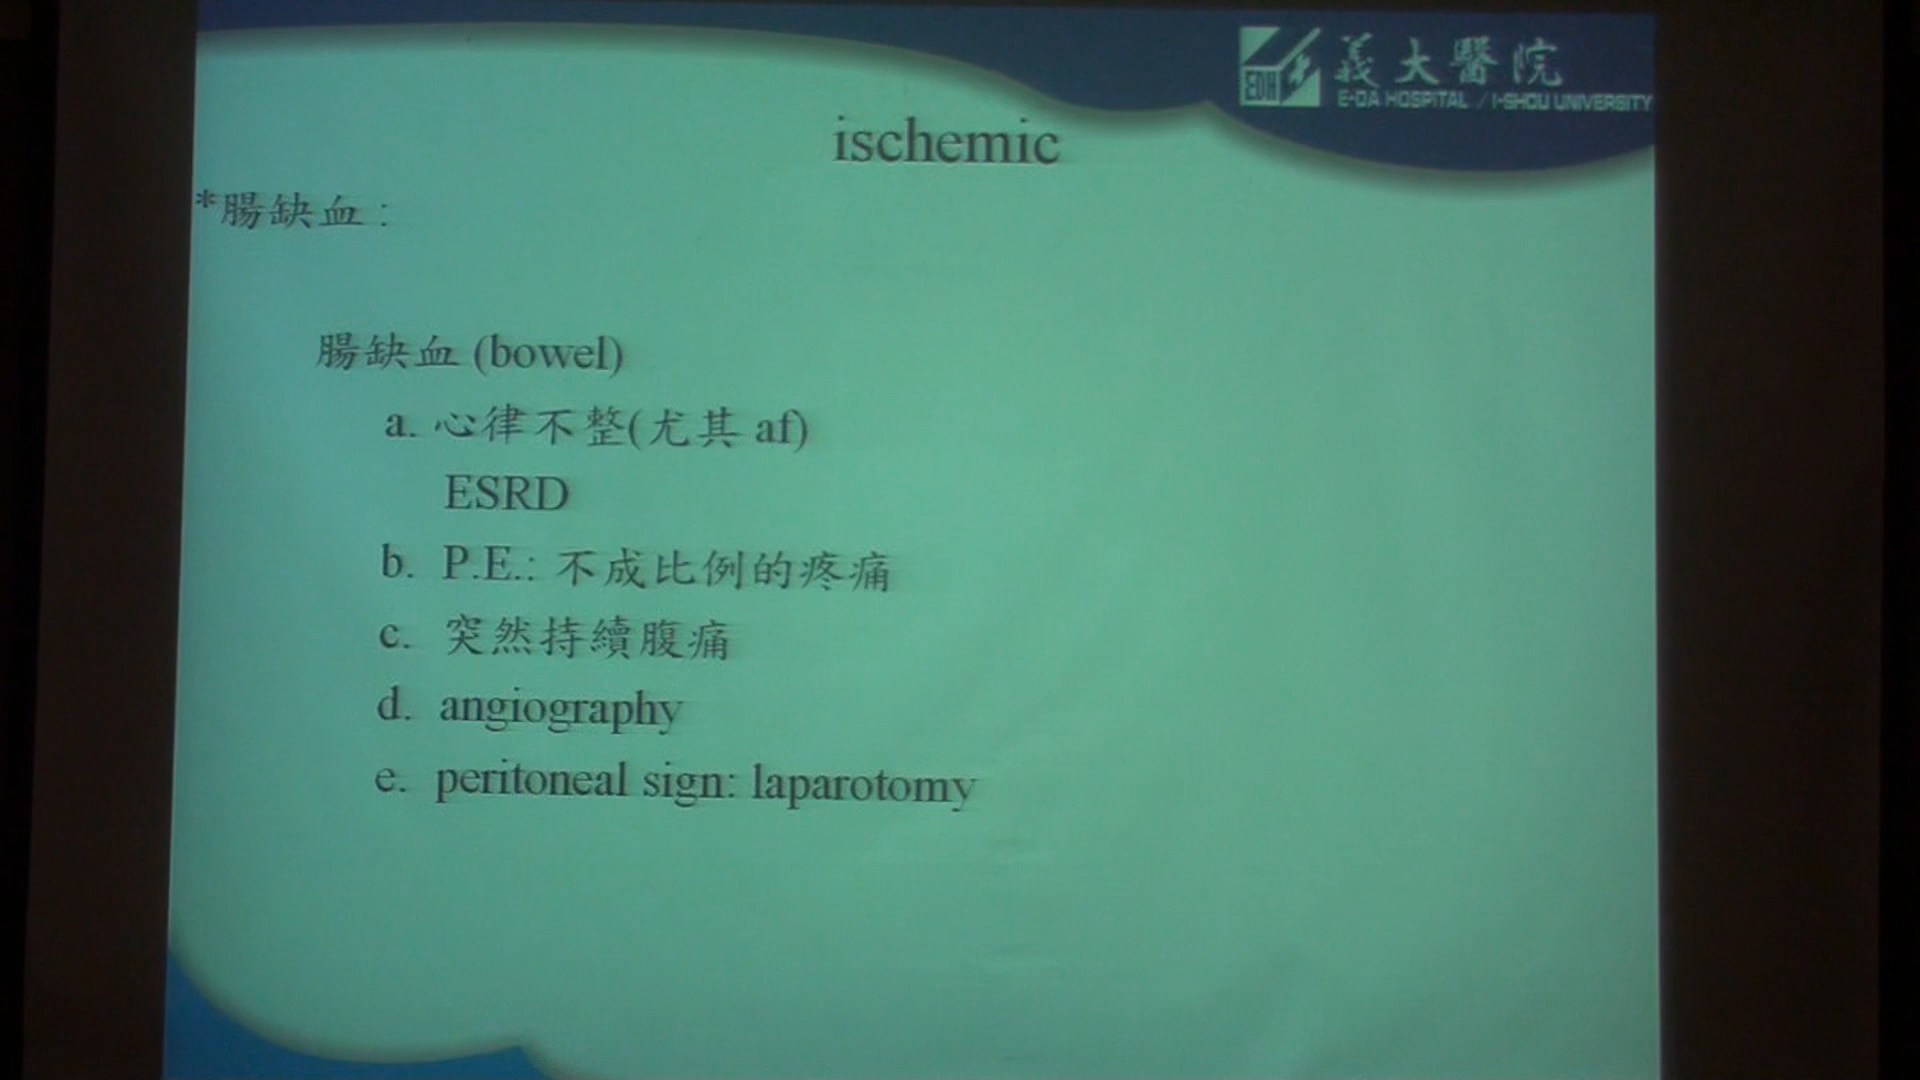 EDH 義大醫院
E-DA HOSPITAL / I-SHOU UNIVERSITY
ischemic
*腸缺血 :
腸缺血 (bowel)
a. 心律不整(尤其 af)
ESRD
b. P.E.: 不成比例的疼痛
c. 突然持續腹痛
d. angiography
e. peritoneal sign: laparotomy